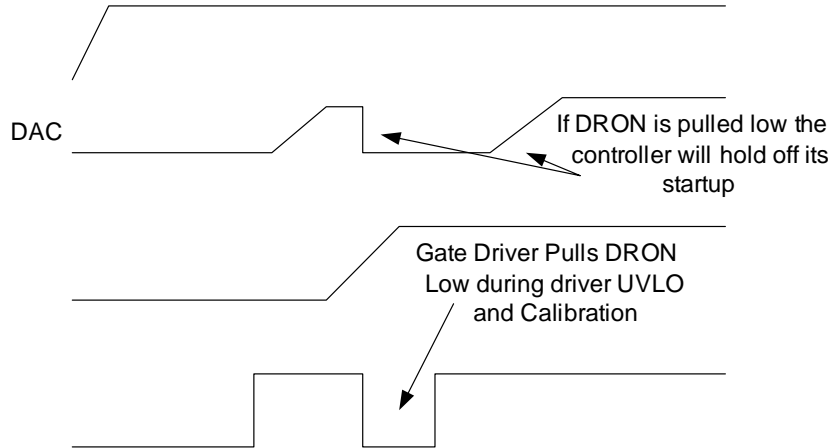 DAC
If DRON is pulled low the
controller will hold off its
startup
Gate Driver Pulls DRON
Low during driver UVLO
and Calibration